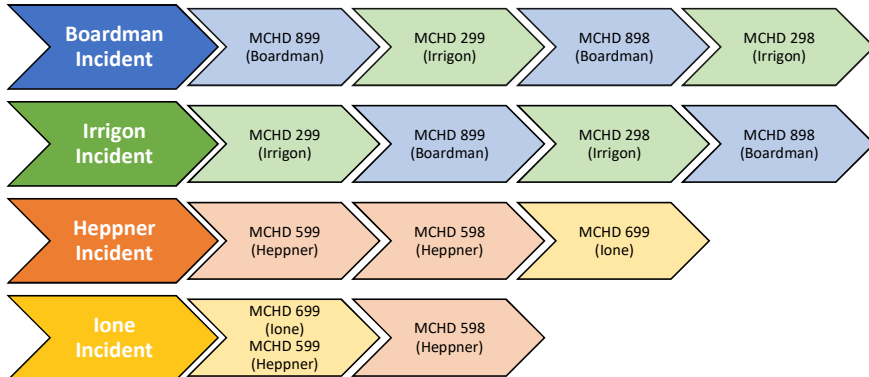 Boardman
Incident
MCHD 899
(Boardman)
MCHD 299
(Irrigon)
MCHD 898
(Boardman)
MCHD 298
(Irrigon)
Irrigon
Incident
MCHD 299
(Irrigon)
MCHD 899
(Boardman)
MCHD 298
(Irrigon)
MCHD 898
(Boardman)
Heppner
Incident
MCHD 599
(Heppner)
MCHD 598
(Heppner)
MCHD 699
(Ione)
Ione
Incident
MCHD 699
(Ione)
MCHD 599
(Heppner)
MCHD 598
(Heppner)